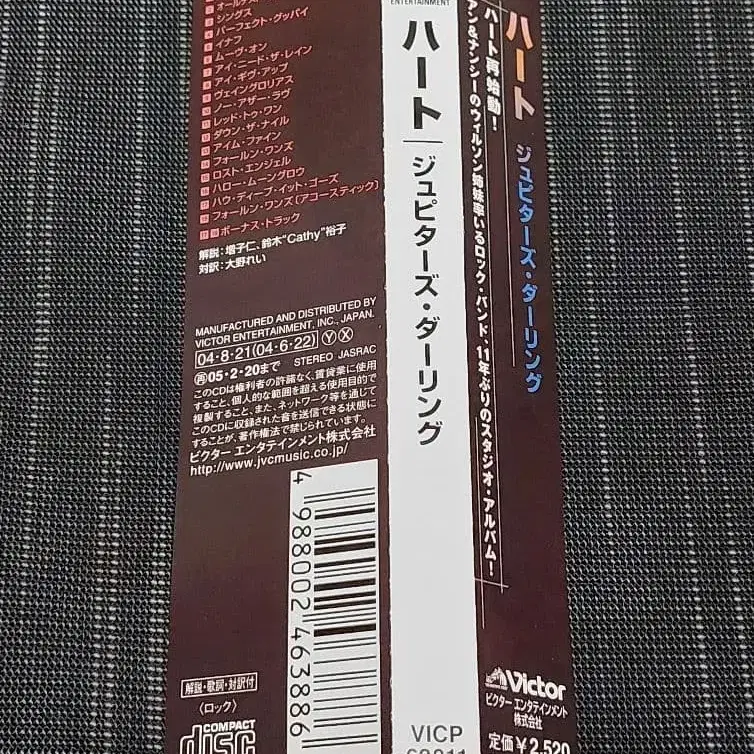 シングス
パーフェクト・グッバイ
イナフ
ムーヴ・オン
アイ・ニード・ザ・レイン
アイ・ギヴ・アップ
ヴェイングロリアス
ノー・アザー・ラヴ
レッド・トゥ・ワン
ダウン・ザ・ナイル
アイム・ファイン
フォールン・ワンズ
ロスト・エンジェル
ハロー・ムーングロウ
ハウ・ディープ・イット・ゴーズ
フォールン・ワンズ〔アコースティック〕
ボーナス・トラック
解説：増子仁、鈴木"Cathy"裕子
対訳：大野れい
MANUFACTURED AND DISTRIBUTED BY
VICTOR ENTERTAINMENT, INC., JAPAN.
04・8・21(04・6・22) Ⓨ Ⓧ
再05・2・20まで STEREO JASRAC
このCDは権利者の許諾なく、賃貸業に使用
すること、個人的な範囲を超える使用目的で
複製すること、また、ネットワーク等を通じて
このCDに収録された音を送信できる状態に
することが、著作権法で禁じられています。
ビクター エンタテインメント株式会社
http://www.jvcmusic.co.jp/
4 988002 463886
解説・歌詞・対訳付
〈ロック〉
COMPACT
disc
ENTERTAINMENT
ハート
ジュピターズ・ダーリング
VICP
ハート
ジュピターズ・ダーリング
ハート再始動！
アン＆ナンシーのウィルソン姉妹率いるロック・バンド、11年ぶりのスタジオ・アルバム！
Victor
ビクター エンタテインメント
株式会社
定価￥2,520